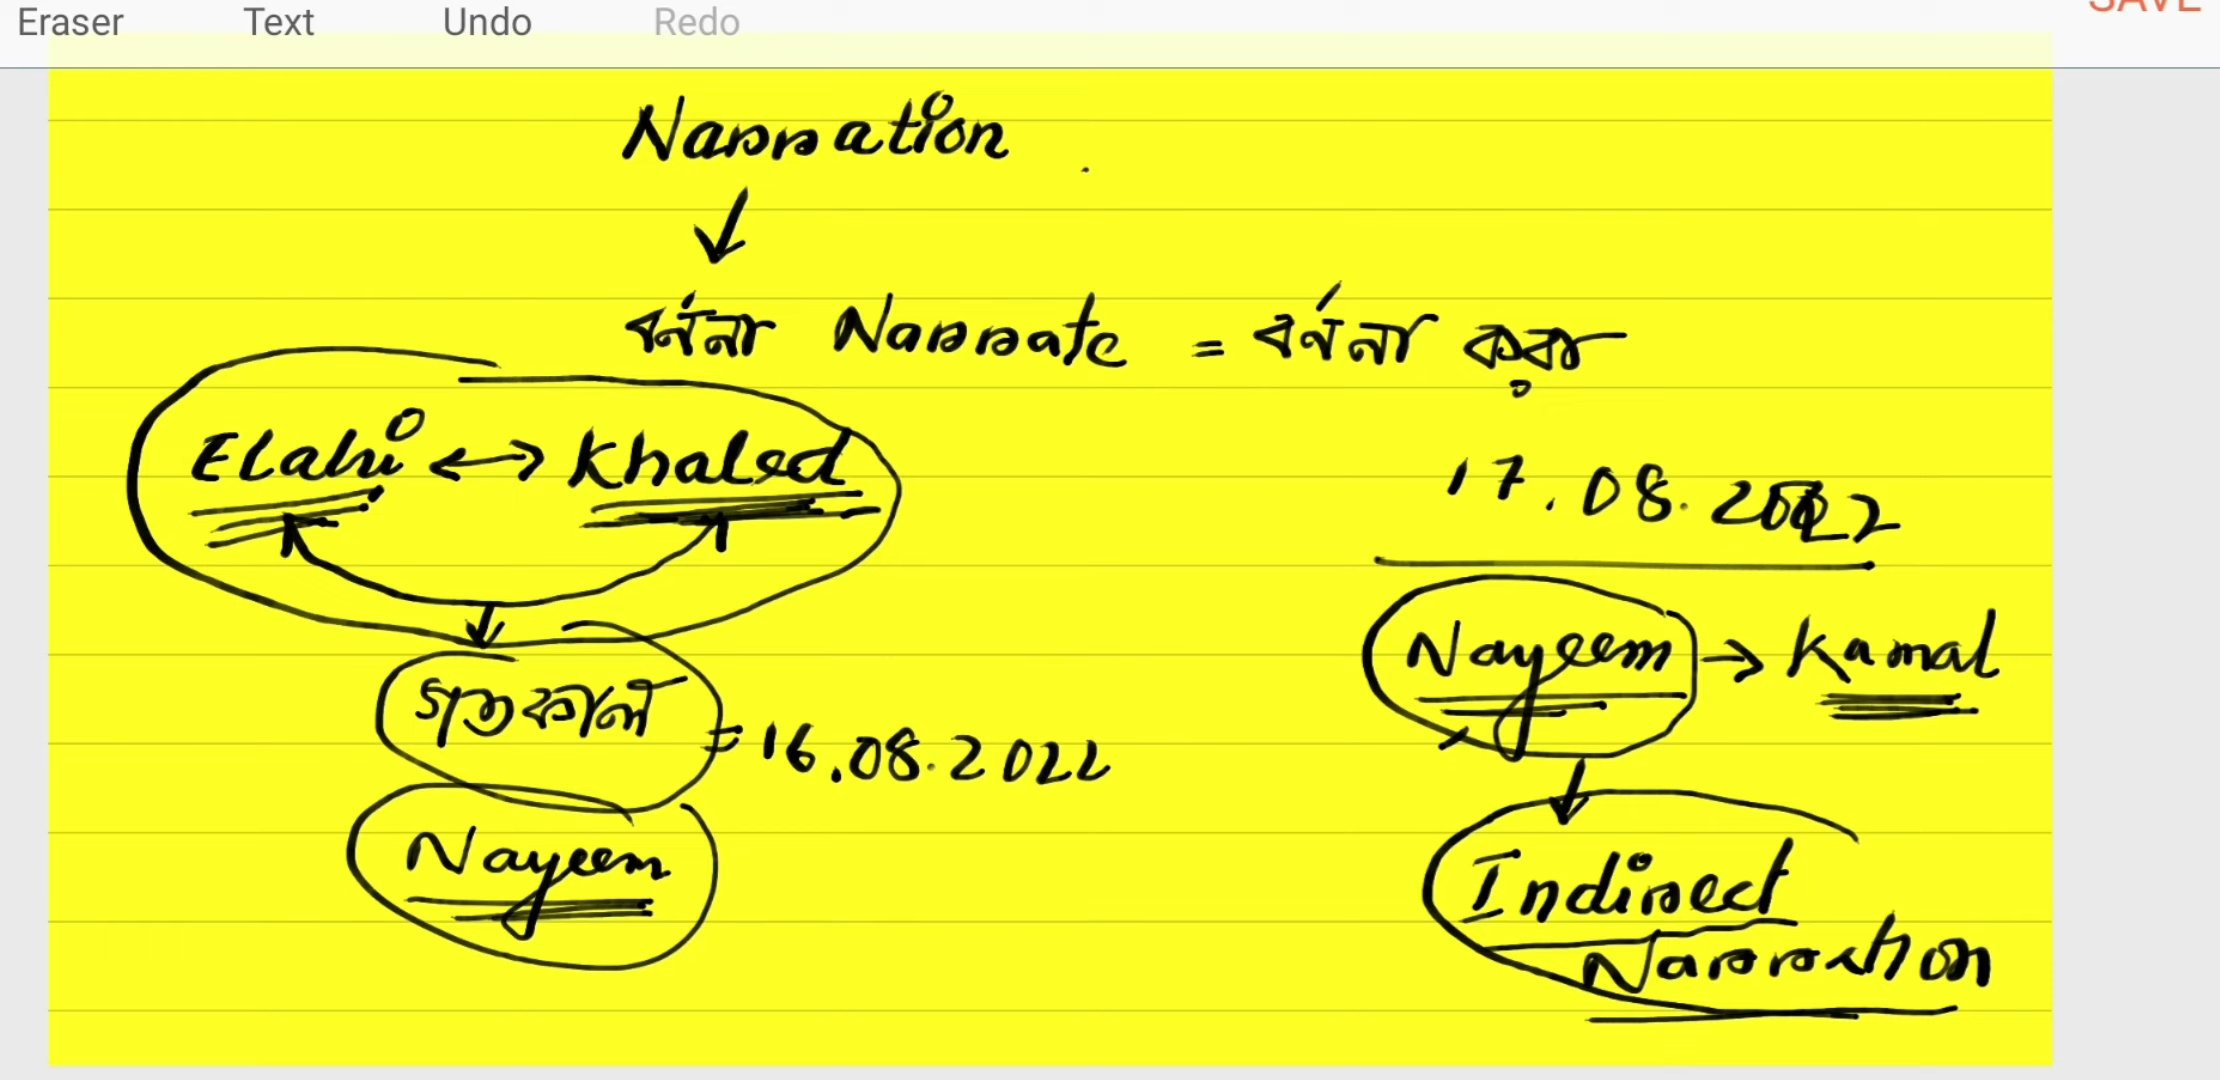 Eraser Text Undo Redo SAVE
Narration
বর্ণনা Narrate = বর্ণনা করা
Elahi ↔ Khaled
17.08.2022
Nayeem → Kamal
গতকাল = 16.08.2022
Nayeem
Indirect
Narration